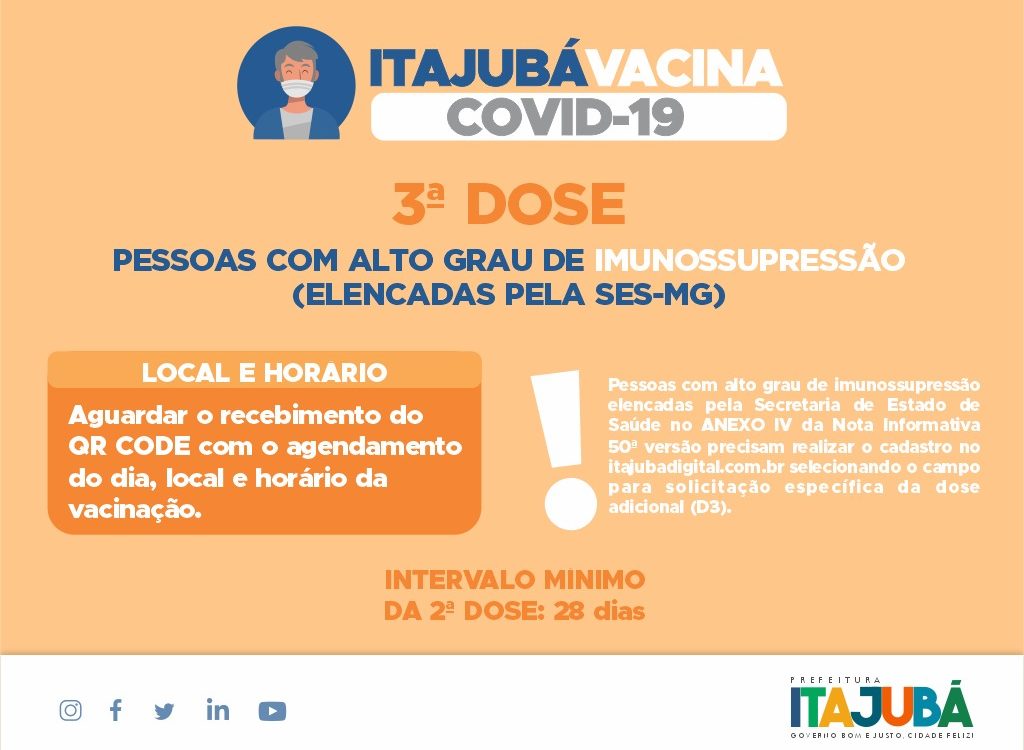 ITAJUBÁVACINA
COVID-19
3ª DOSE
PESSOAS COM ALTO GRAU DE IMUNOSSUPRESSÃO
(ELENCADAS PELA SES-MG)
LOCAL E HORÁRIO
Aguardar o recebimento do
QR CODE com o agendamento
do dia, local e horário da
vacinação.
!
Pessoas com alto grau de imunossupressão
elencadas pela Secretaria de Estado de
Saúde no ANEXO IV da Nota Informativa
50ª versão precisam realizar o cadastro no
itajubadigital.com.br selecionando o campo
para solicitação específica da dose
adicional (D3).
INTERVALO MÍNIMO
DA 2ª DOSE: 28 dias
PREFEITURA
ITAJUBÁ
GOVERNO BOM E JUSTO, CIDADE FELIZ!